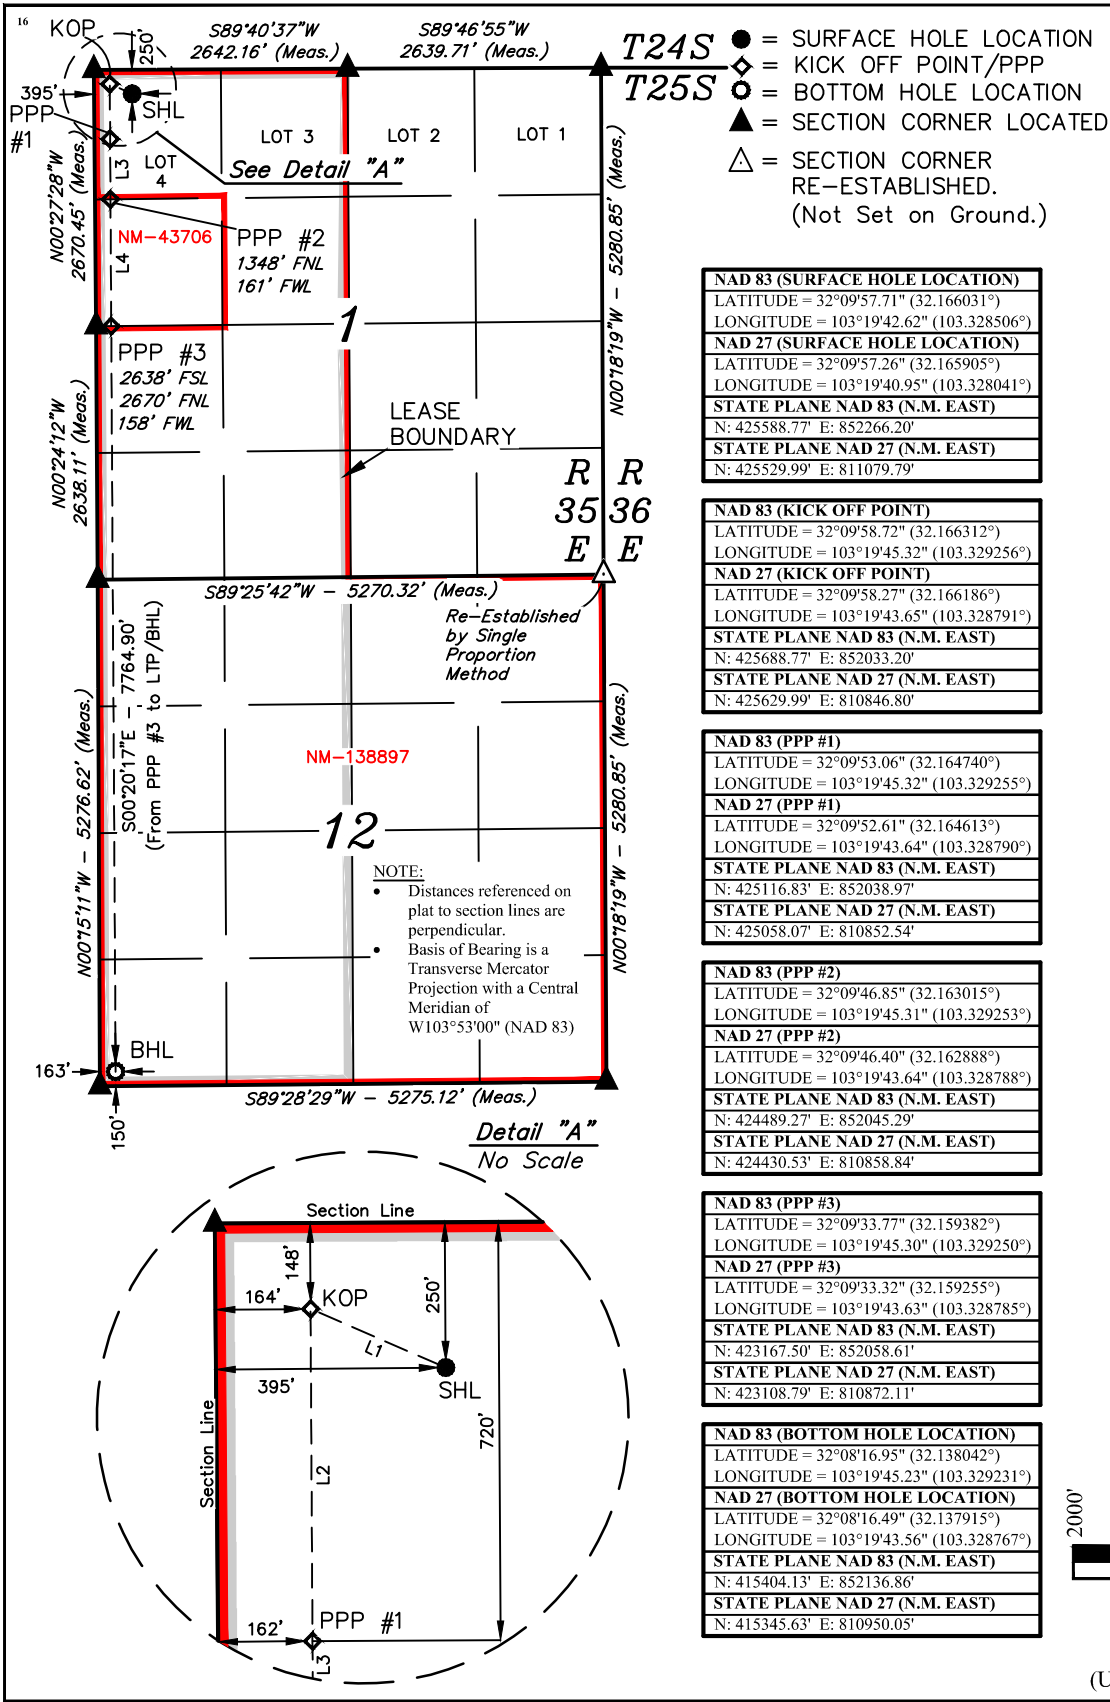 16
KOP
250'
S89°40'37"W
2642.16' (Meas.)
S89°46'55"W
2639.71' (Meas.)
T24S
T25S
395'
PPP
#1
SHL
LOT
4
LOT 3
LOT 2
LOT 1
See Detail "A"
L3
L4
N00°27'28"W
2670.45' (Meas.)
NM-43706
PPP #2
1348' FNL
161' FWL
1
PPP #3
2638' FSL
2670' FNL
158' FWL
N00°24'12"W
2638.11' (Meas.)
LEASE
BOUNDARY
N00°18'19"W - 5280.85' (Meas.)
R R
35 36
E E
S89°25'42"W - 5270.32' (Meas.)
Re-Established
by Single
Proportion
Method
S00°20'17"E - 7764.90'
(From PPP #3 to LTP/BHL)
N00°15'11"W - 5276.62' (Meas.)
NM-138897
12
N00°18'19"W - 5280.85' (Meas.)
NOTE:
• Distances referenced on
plat to section lines are
perpendicular.
• Basis of Bearing is a
Transverse Mercator
Projection with a Central
Meridian of
W103°53'00" (NAD 83)
163'
BHL
150'
S89°28'29"W - 5275.12' (Meas.)
Detail "A"
No Scale
Section Line
148'
164'
KOP
250'
L1
395'
SHL
720'
Section Line
L2
162'
PPP #1
L3
= SURFACE HOLE LOCATION
= KICK OFF POINT/PPP
= BOTTOM HOLE LOCATION
= SECTION CORNER LOCATED
= SECTION CORNER
RE-ESTABLISHED.
(Not Set on Ground.)
NAD 83 (SURFACE HOLE LOCATION)
LATITUDE = 32°09'57.71" (32.166031°)
LONGITUDE = 103°19'42.62" (103.328506°)
NAD 27 (SURFACE HOLE LOCATION)
LATITUDE = 32°09'57.26" (32.165905°)
LONGITUDE = 103°19'40.95" (103.328041°)
STATE PLANE NAD 83 (N.M. EAST)
N: 425588.77' E: 852266.20'
STATE PLANE NAD 27 (N.M. EAST)
N: 425529.99' E: 811079.79'
NAD 83 (KICK OFF POINT)
LATITUDE = 32°09'58.72" (32.166312°)
LONGITUDE = 103°19'45.32" (103.329256°)
NAD 27 (KICK OFF POINT)
LATITUDE = 32°09'58.27" (32.166186°)
LONGITUDE = 103°19'43.65" (103.328791°)
STATE PLANE NAD 83 (N.M. EAST)
N: 425688.77' E: 852033.20'
STATE PLANE NAD 27 (N.M. EAST)
N: 425629.99' E: 810846.80'
NAD 83 (PPP #1)
LATITUDE = 32°09'53.06" (32.164740°)
LONGITUDE = 103°19'45.32" (103.329255°)
NAD 27 (PPP #1)
LATITUDE = 32°09'52.61" (32.164613°)
LONGITUDE = 103°19'43.64" (103.328790°)
STATE PLANE NAD 83 (N.M. EAST)
N: 425116.83' E: 852038.97'
STATE PLANE NAD 27 (N.M. EAST)
N: 425058.07' E: 810852.54'
NAD 83 (PPP #2)
LATITUDE = 32°09'46.85" (32.163015°)
LONGITUDE = 103°19'45.31" (103.329253°)
NAD 27 (PPP #2)
LATITUDE = 32°09'46.40" (32.162888°)
LONGITUDE = 103°19'43.64" (103.328788°)
STATE PLANE NAD 83 (N.M. EAST)
N: 424489.27' E: 852045.29'
STATE PLANE NAD 27 (N.M. EAST)
N: 424430.53' E: 810858.84'
NAD 83 (PPP #3)
LATITUDE = 32°09'33.77" (32.159382°)
LONGITUDE = 103°19'45.30" (103.329250°)
NAD 27 (PPP #3)
LATITUDE = 32°09'33.32" (32.159255°)
LONGITUDE = 103°19'43.63" (103.328785°)
STATE PLANE NAD 83 (N.M. EAST)
N: 423167.50' E: 852058.61'
STATE PLANE NAD 27 (N.M. EAST)
N: 423108.79' E: 810872.11'
NAD 83 (BOTTOM HOLE LOCATION)
LATITUDE = 32°08'16.95" (32.138042°)
LONGITUDE = 103°19'45.23" (103.329231°)
NAD 27 (BOTTOM HOLE LOCATION)
LATITUDE = 32°08'16.49" (32.137915°)
LONGITUDE = 103°19'43.56" (103.328767°)
STATE PLANE NAD 83 (N.M. EAST)
N: 415404.13' E: 852136.86'
STATE PLANE NAD 27 (N.M. EAST)
N: 415345.63' E: 810950.05'
2000'
(U